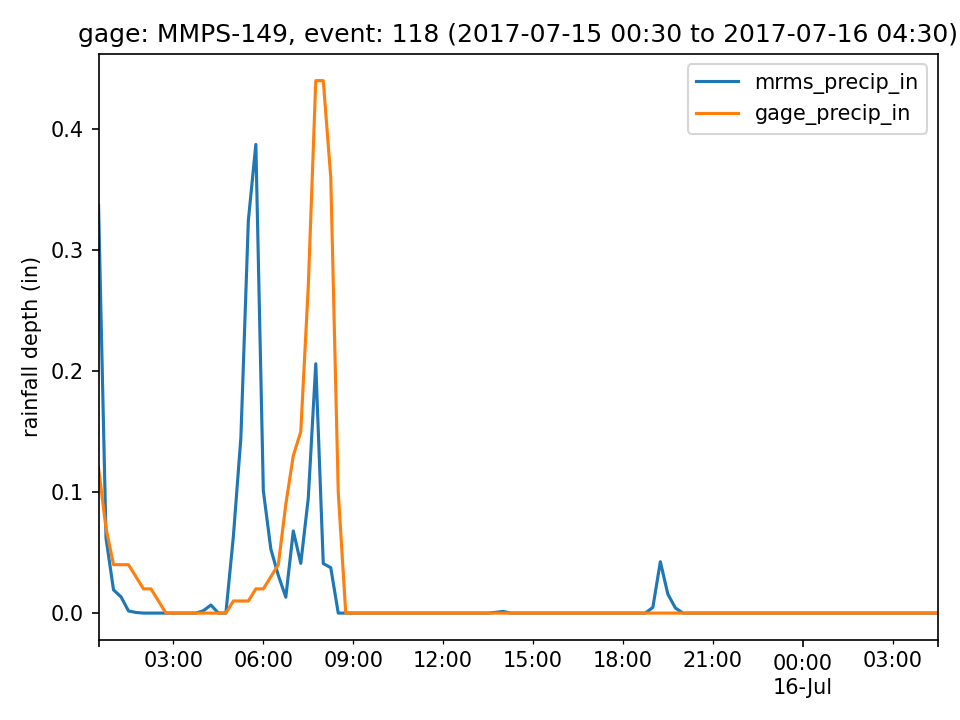 gage: MMPS-149, event: 118 (2017-07-15 00:30 to 2017-07-16 04:30)
mrms_precip_in
gage_precip_in
rainfall depth (in)
0.4
0.3
0.2
0.1
0.0
03:00 06:00 09:00 12:00 15:00 18:00 21:00 00:00 03:00
16-Jul